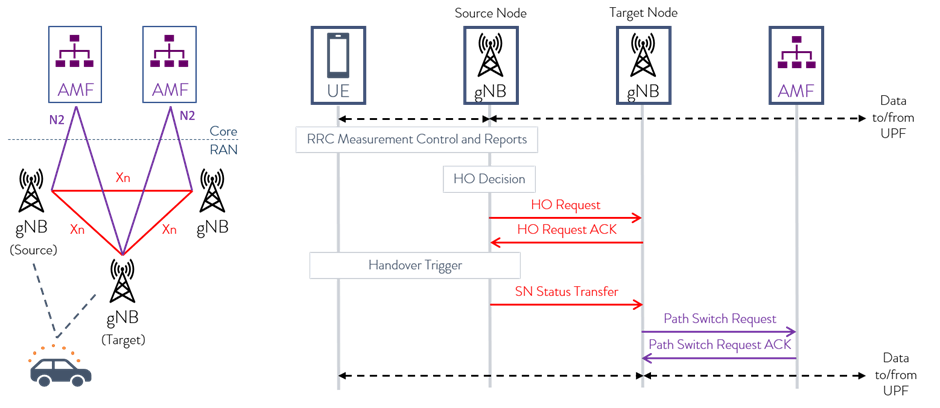 AMF
AMF
N2
N2
Core
RAN
Xn
gNB
(Source)
Xn
Xn
gNB
gNB
(Target)
Source Node
Target Node
UE
gNB
gNB
AMF
Data
to/from
UPF
RRC Measurement Control and Reports
HO Decision
HO Request
HO Request ACK
Handover Trigger
SN Status Transfer
Path Switch Request
Path Switch Request ACK
Data
to/from
UPF